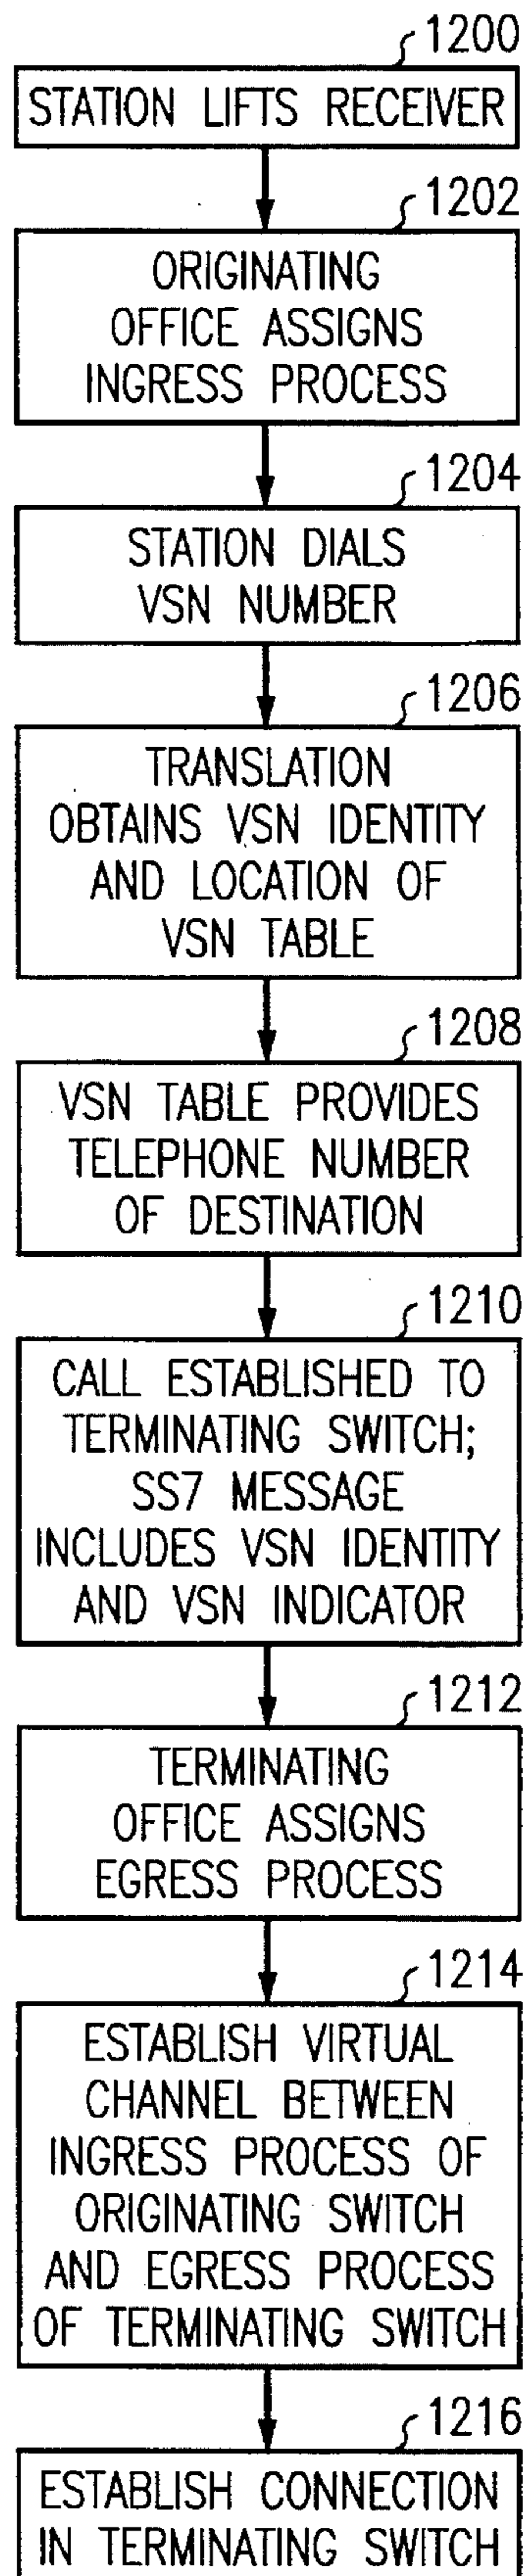 1200
STATION LIFTS RECEIVER
1202
ORIGINATING
OFFICE ASSIGNS
INGRESS PROCESS
1204
STATION DIALS
VSN NUMBER
1206
TRANSLATION
OBTAINS VSN IDENTITY
AND LOCATION OF
VSN TABLE
1208
VSN TABLE PROVIDES
TELEPHONE NUMBER
OF DESTINATION
1210
CALL ESTABLISHED TO
TERMINATING SWITCH;
SS7 MESSAGE
INCLUDES VSN IDENTITY
AND VSN INDICATOR
1212
TERMINATING
OFFICE ASSIGNS
EGRESS PROCESS
1214
ESTABLISH VIRTUAL
CHANNEL BETWEEN
INGRESS PROCESS OF
ORIGINATING SWITCH
AND EGRESS PROCESS
OF TERMINATING SWITCH
1216
ESTABLISH CONNECTION
IN TERMINATING SWITCH